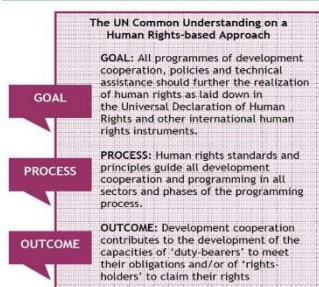 The UN Common Understanding on a
Human Rights-based Approach
GOAL
GOAL: All programmes of development
cooperation, policies and technical
assistance should further the realization
of human rights as laid down in
the Universal Declaration of Human
Rights and other international human
rights instruments.
PROCESS
PROCESS: Human rights standards and
principles guide all development
cooperation and programming in all
sectors and phases of the programming
process.
OUTCOME
OUTCOME: Development cooperation
contributes to the development of the
capacities of ‘duty-bearers’ to meet
their obligations and/or of ‘rights-
holders’ to claim their rights